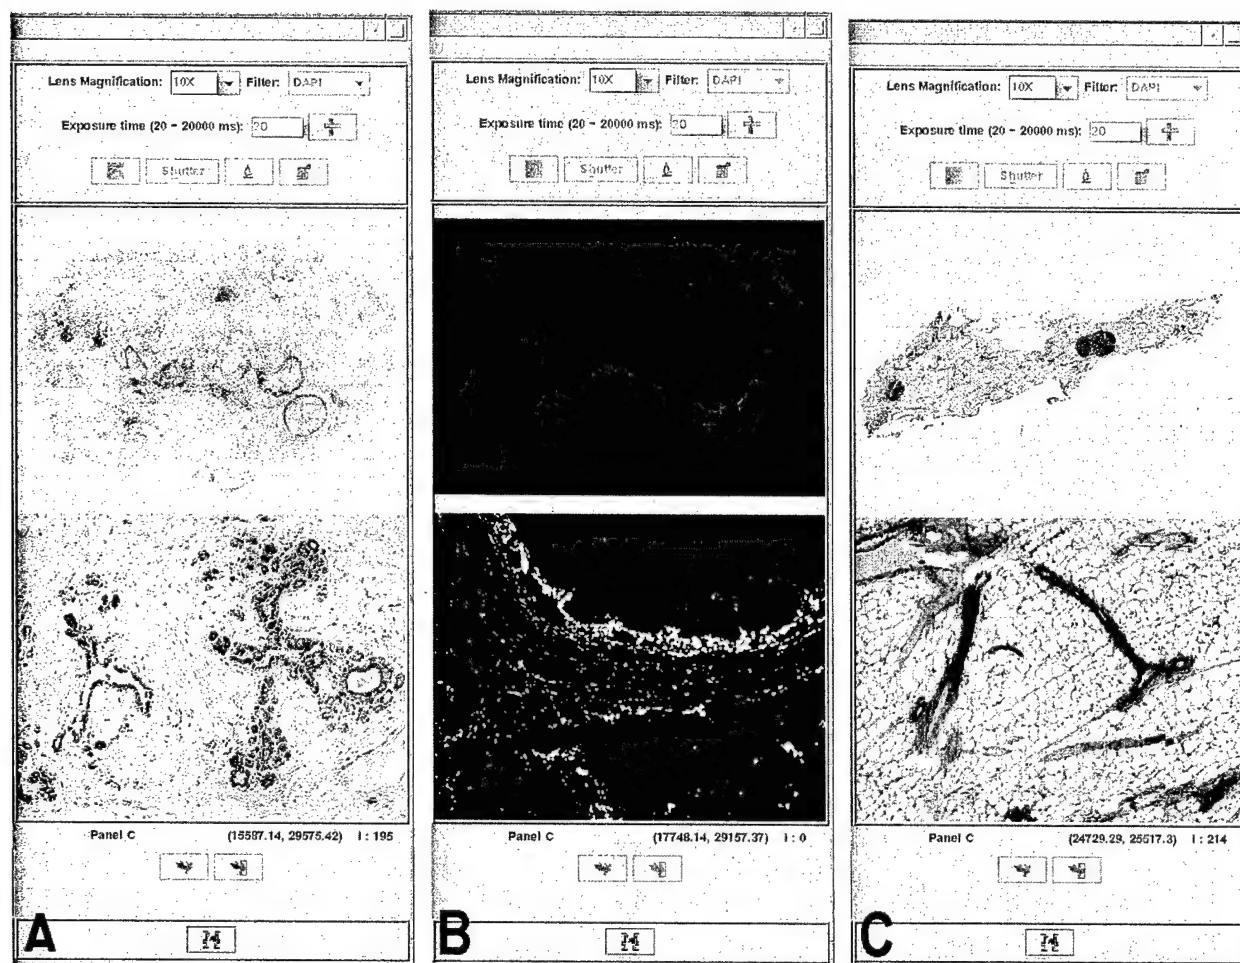 Lens Magnification: 10X Filter: DAPI
Exposure time (20 - 20000 ms): 20
Shutter
Panel C (15587.14, 29575.42) I : 195
A
Lens Magnification: 10X Filter: DAPI
Exposure time (20 - 20000 ms): 20
Shutter
Panel C (17748.14, 29157.37) I : 0
B
Lens Magnification: 10X Filter: DAPI
Exposure time (20 - 20000 ms): 20
Shutter
Panel C (24729.29, 25517.3) I : 214
C